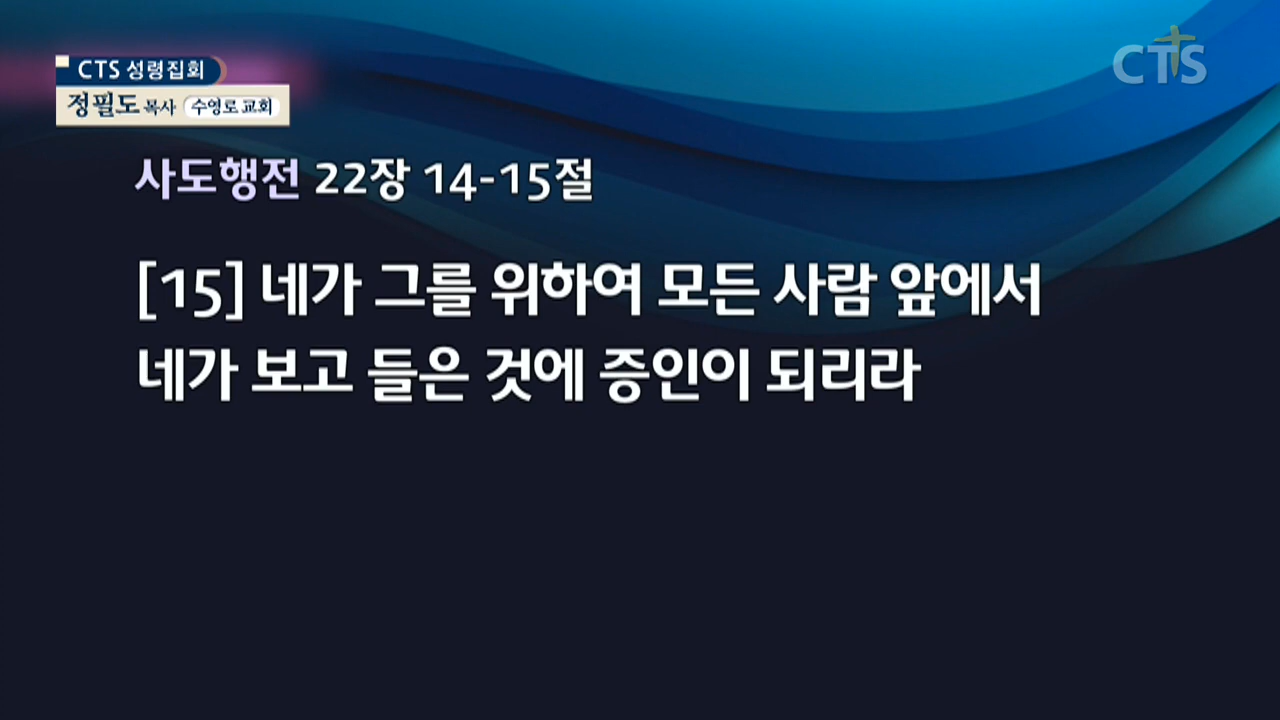 CTS 성령집회
정필도 목사 수영로교회
CTS
사도행전 22장 14-15절
[15] 네가 그를 위하여 모든 사람 앞에서
네가 보고 들은 것에 증인이 되리라